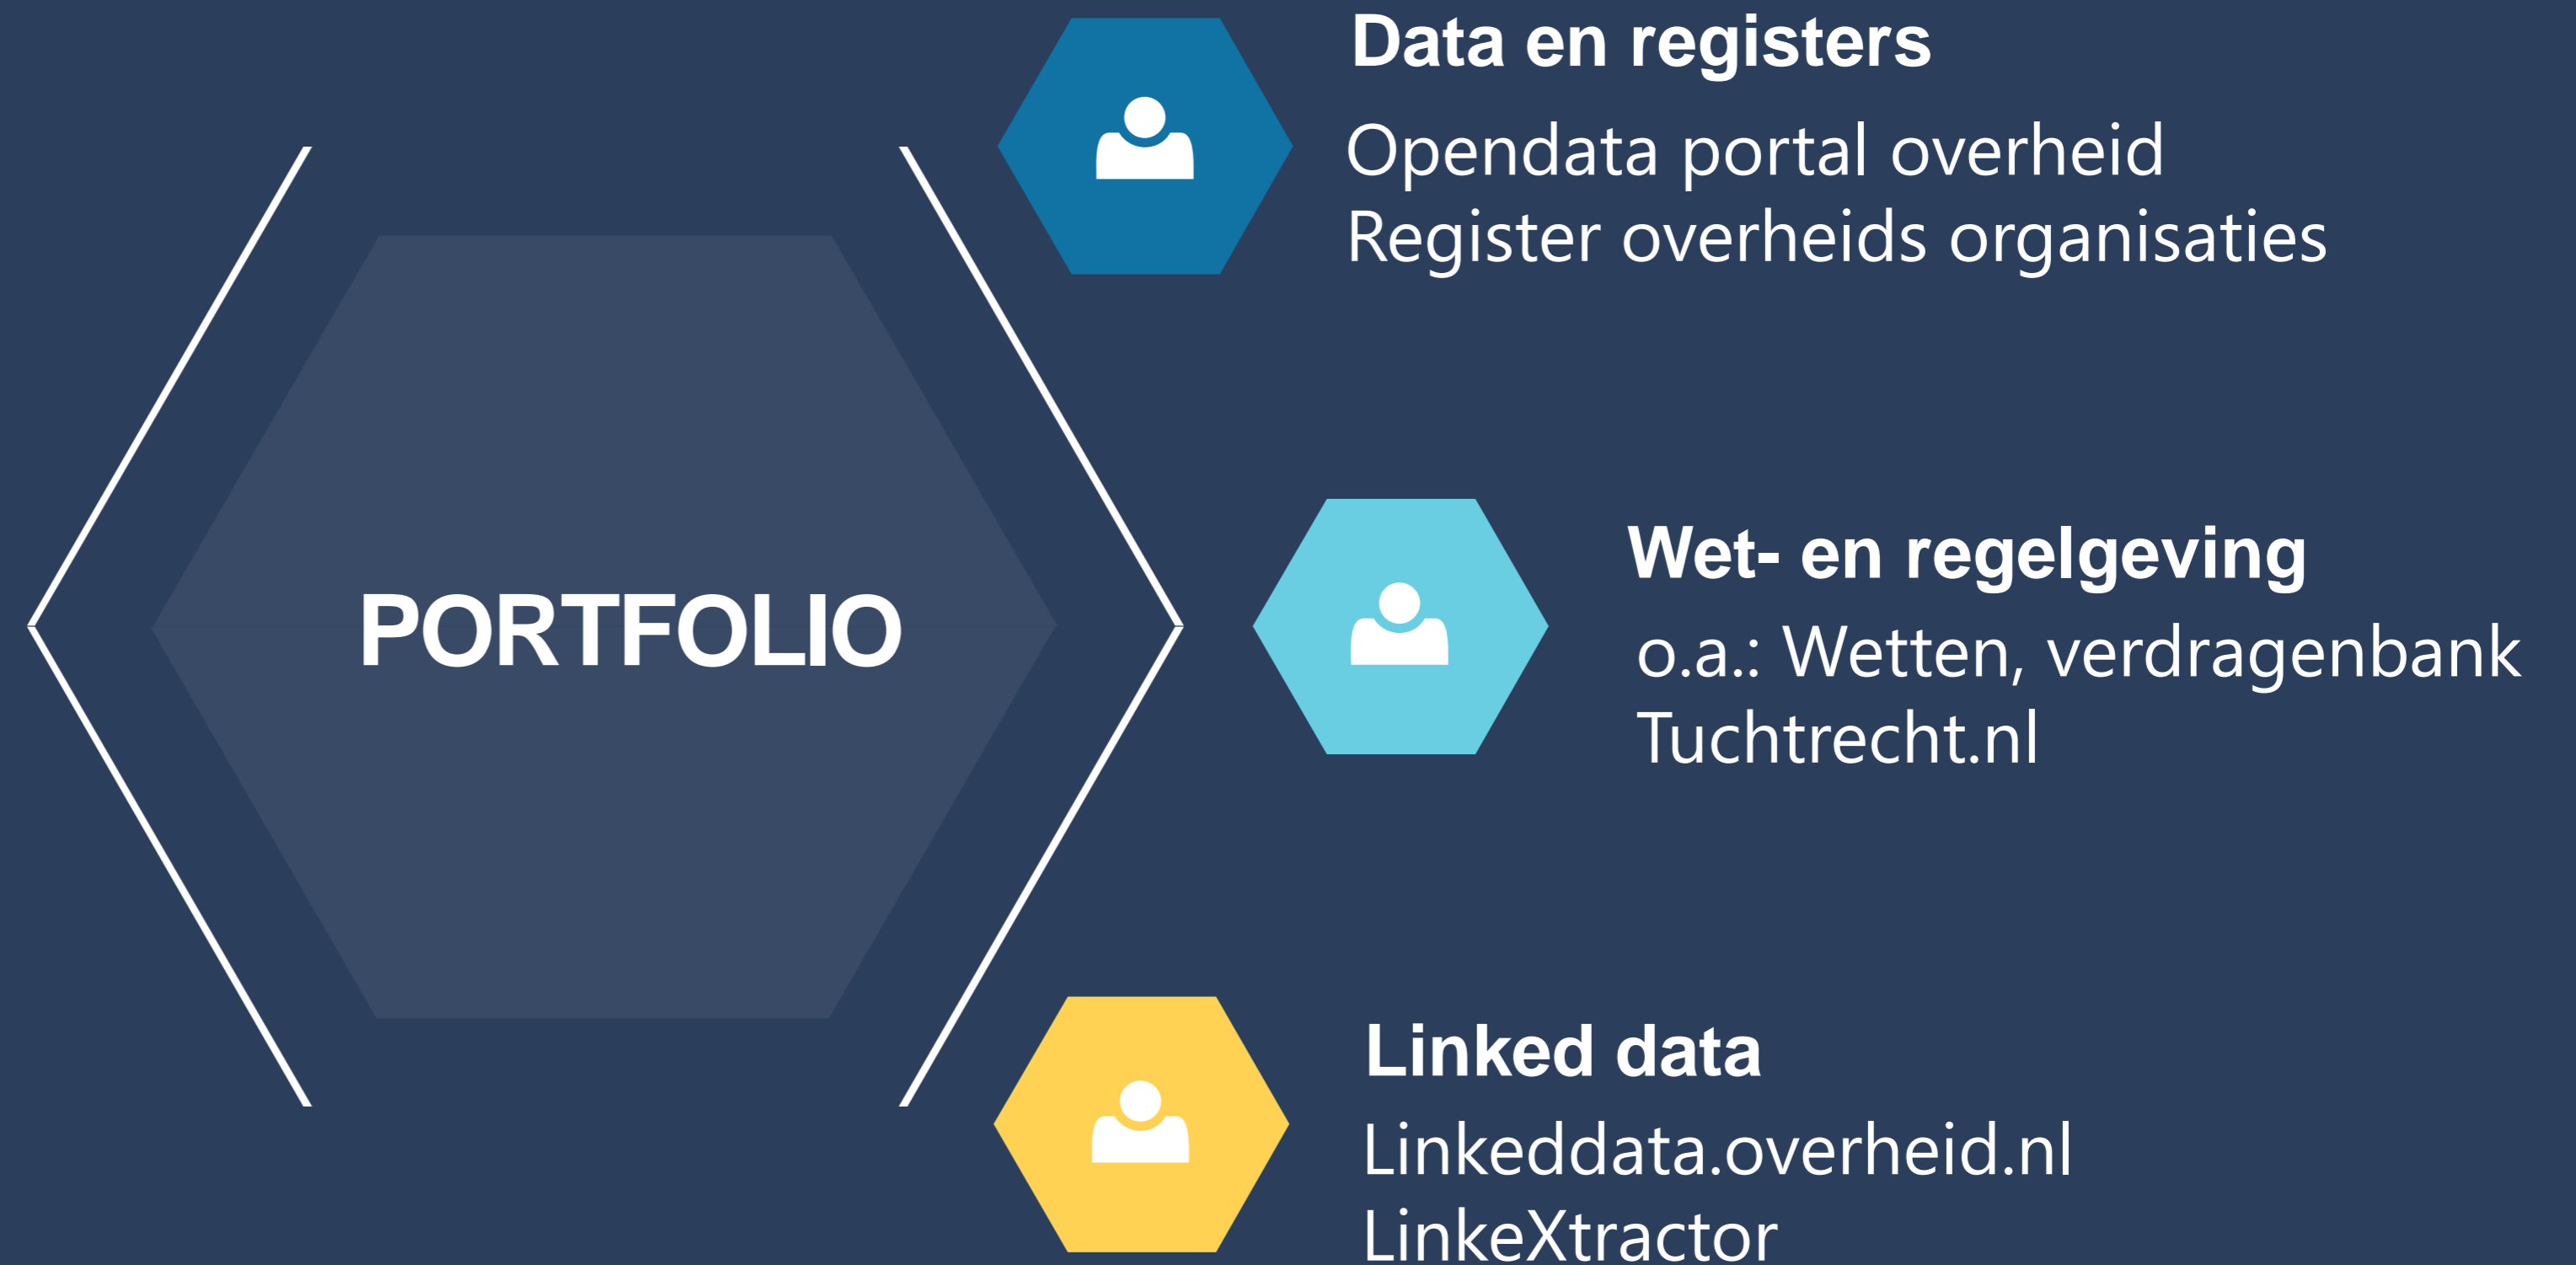 PORTFOLIO
Data en registers
Opendata portal overheid
Register overheids organisaties
Wet- en regelgeving
o.a.: Wetten, verdragenbank
Tuchtrecht.nl
Linked data
Linkeddata.overheid.nl
LinkeXtractor